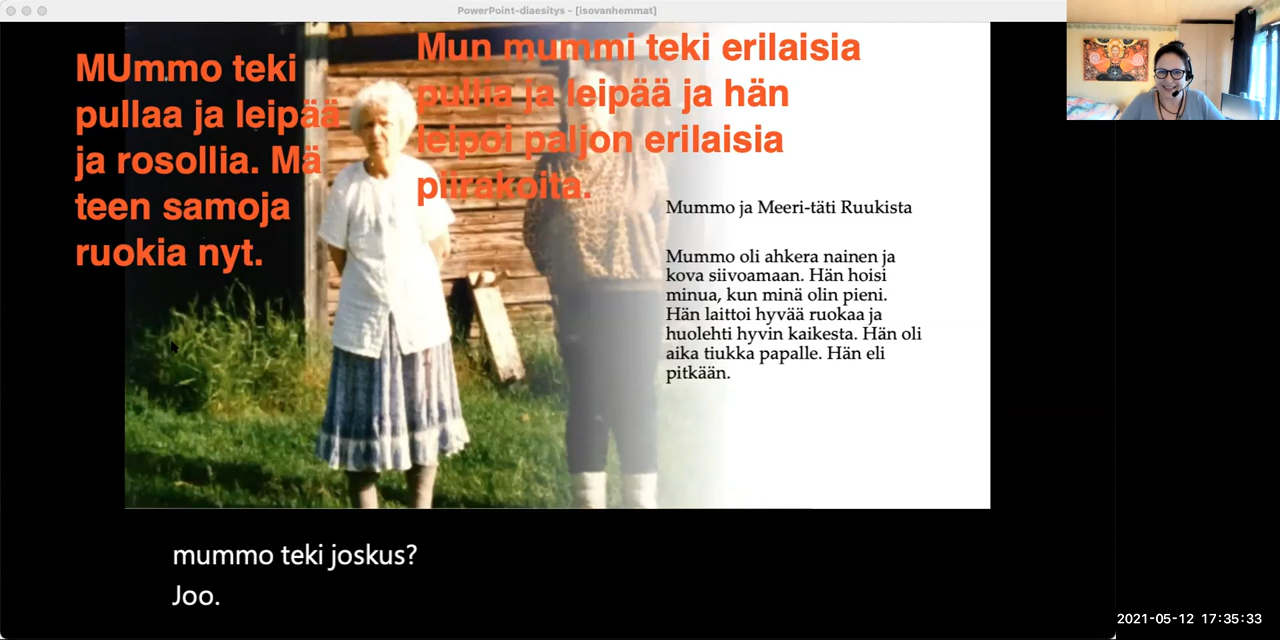 PowerPoint-diaesitys - [isovanhemmat]
MUmmo teki
pullaa ja leipää
ja rosollia. Mä
teen samoja
ruokia nyt.
Mun mummi teki erilaisia
pullia ja leipää ja hän
leipoi paljon erilaisia
piirakoita.
Mummo ja Meeri-täti Ruukista
Mummo oli ahkera nainen ja
kova siivoamaan. Hän hoisi
minua, kun minä olin pieni.
Hän laittoi hyvää ruokaa ja
huolehti hyvin kaikesta. Hän oli
aika tiukka papalle. Hän eli
pitkään.
mummo teki joskus?
Joo.
2021-05-12 17:35:33